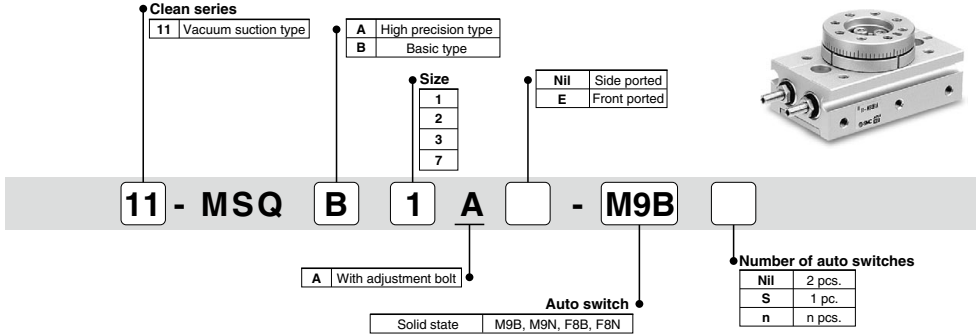 Clean series
11 Vacuum suction type
A High precision type
B Basic type
Size
1
2
3
7
Nil Side ported
E Front ported
11 - MSQ B 1 A - M9B
A With adjustment bolt
Auto switch
Solid state M9B, M9N, F8B, F8N
Number of auto switches
Nil 2 pcs.
S 1 pc.
n n pcs.
SMC